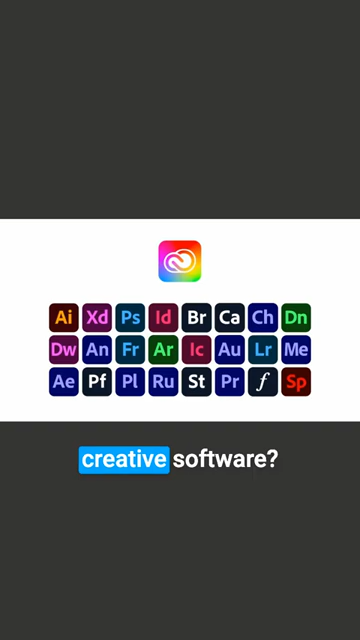 Ai Xd Ps Id Br Ca Ch Dn
Dw An Fr Ar Ic Au Lr Me
Ae Pf Pl Ru St Pr f Sp
creative software?